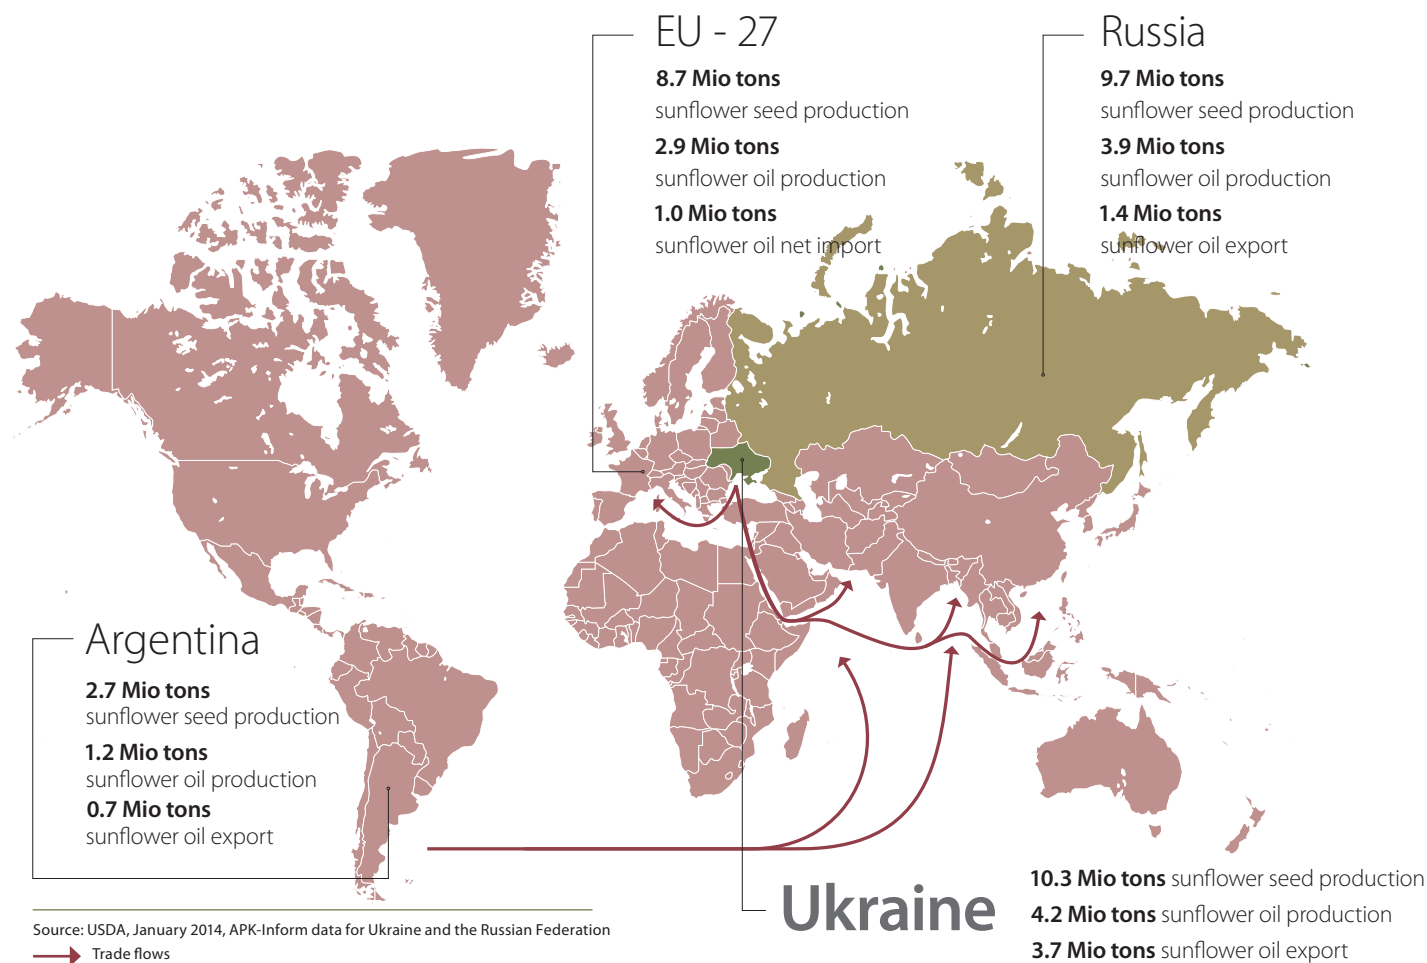 EU - 27
8.7 Mio tons
sunflower seed production
2.9 Mio tons
sunflower oil production
1.0 Mio tons
sunflower oil net import
Russia
9.7 Mio tons
sunflower seed production
3.9 Mio tons
sunflower oil production
1.4 Mio tons
sunflower oil export
Argentina
2.7 Mio tons
sunflower seed production
1.2 Mio tons
sunflower oil production
0.7 Mio tons
sunflower oil export
Ukraine
10.3 Mio tons sunflower seed production
4.2 Mio tons sunflower oil production
3.7 Mio tons sunflower oil export
Source: USDA, January 2014, APK-Inform data for Ukraine and the Russian Federation
Trade flows